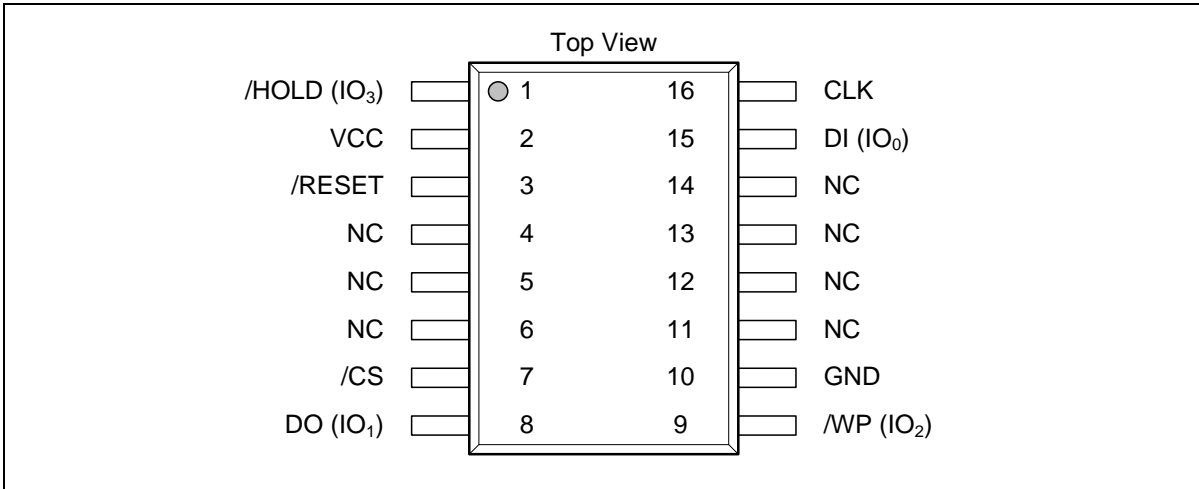 Top View
/HOLD (IO₃) 1 16 CLK
VCC 2 15 DI (IO₀)
/RESET 3 14 NC
NC 4 13 NC
NC 5 12 NC
NC 6 11 NC
/CS 7 10 GND
DO (IO₁) 8 9 /WP (IO₂)